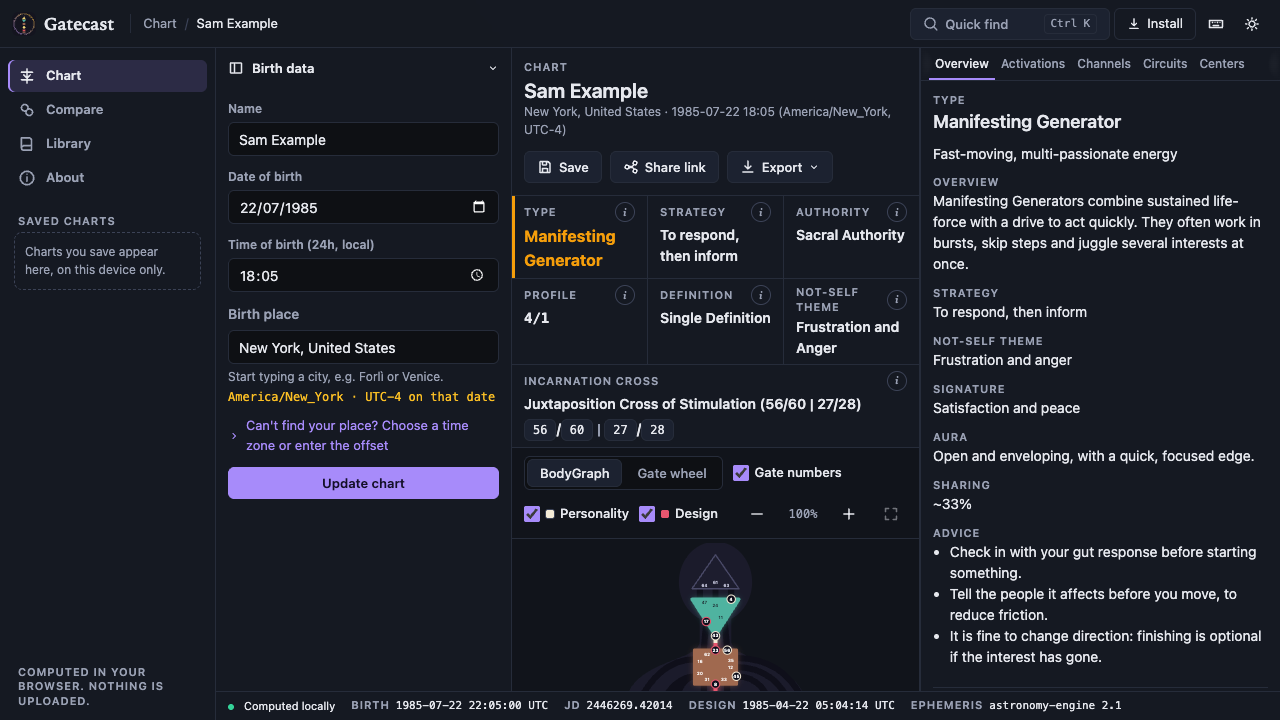 Gatecast
Chart / Sam Example
Quick find Ctrl K
Install
Chart
Compare
Library
About
SAVED CHARTS
Charts you save appear
here, on this device only.
COMPUTED IN YOUR
BROWSER. NOTHING IS
UPLOADED.
Birth data
Name
Sam Example
Date of birth
22/07/1985
Time of birth (24h, local)
18:05
Birth place
New York, United States
Start typing a city, e.g. Forlì or Venice.
America/New_York · UTC-4 on that date
Can't find your place? Choose a time
zone or enter the offset
Update chart
CHART
Sam Example
New York, United States · 1985-07-22 18:05 (America/New_York,
UTC-4)
Save
Share link
Export
TYPE
Manifesting
Generator
STRATEGY
To respond,
then inform
AUTHORITY
Sacral Authority
PROFILE
4/1
DEFINITION
Single Definition
NOT-SELF
THEME
Frustration and
Anger
INCARNATION CROSS
Juxtaposition Cross of Stimulation (56/60 | 27/28)
56 / 60 | 27 / 28
BodyGraph
Gate wheel
Gate numbers
Personality
Design
100%
64 61 63
17
Overview
Activations
Channels
Circuits
Centers
TYPE
Manifesting Generator
Fast-moving, multi-passionate energy
OVERVIEW
Manifesting Generators combine sustained life-
force with a drive to act quickly. They often work in
bursts, skip steps and juggle several interests at
once.
STRATEGY
To respond, then inform
NOT-SELF THEME
Frustration and anger
SIGNATURE
Satisfaction and peace
AURA
Open and enveloping, with a quick, focused edge.
SHARING
~33%
ADVICE
• Check in with your gut response before starting
something.
• Tell the people it affects before you move, to
reduce friction.
• It is fine to change direction: finishing is optional
if the interest has gone.
Computed locally
BIRTH 1985-07-22 22:05:00 UTC
JD 2446269.42014
DESIGN 1985-04-22 05:04:14 UTC
EPHEMERIS astronomy-engine 2.1